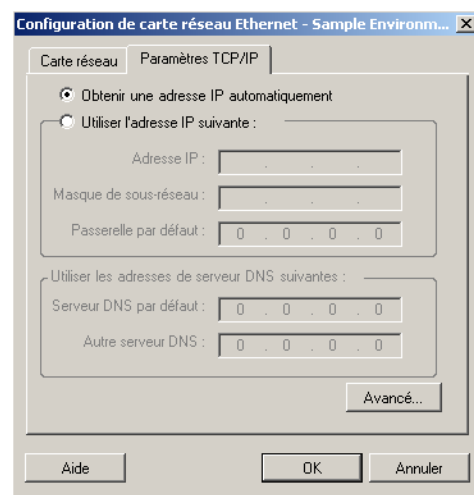 Configuration de carte réseau Ethernet - Sample Environm...
Carte réseau
Paramètres TCP/IP
Obtenir une adresse IP automatiquement
Utiliser l'adresse IP suivante :
Adresse IP :
. . .
Masque de sous-réseau :
. . .
Passerelle par défaut :
0 . 0 . 0 . 0
Utiliser les adresses de serveur DNS suivantes :
Serveur DNS par défaut :
0 . 0 . 0 . 0
Autre serveur DNS :
0 . 0 . 0 . 0
Avancé...
Aide
OK
Annuler